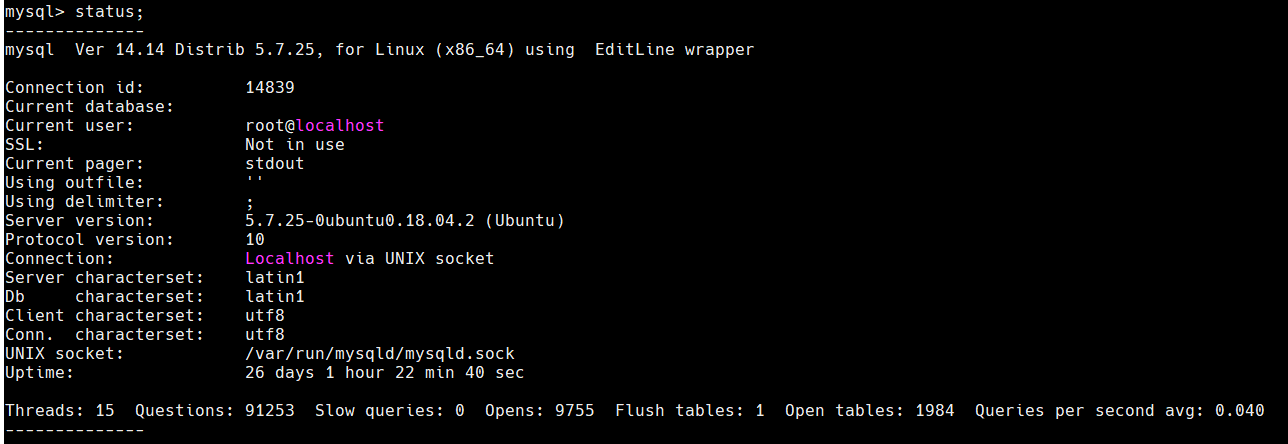 mysql> status;
--------------
mysql  Ver 14.14 Distrib 5.7.25, for Linux (x86_64) using  EditLine wrapper

Connection id:          14839
Current database:
Current user:           root@localhost
SSL:                    Not in use
Current pager:          stdout
Using outfile:          ''
Using delimiter:        ;
Server version:         5.7.25-0ubuntu0.18.04.2 (Ubuntu)
Protocol version:       10
Connection:             Localhost via UNIX socket
Server characterset:    latin1
Db     characterset:    latin1
Client characterset:    utf8
Conn.  characterset:    utf8
UNIX socket:            /var/run/mysqld/mysqld.sock
Uptime:                 26 days 1 hour 22 min 40 sec

Threads: 15  Questions: 91253  Slow queries: 0  Opens: 9755  Flush tables: 1  Open tables: 1984  Queries per second avg: 0.040
--------------